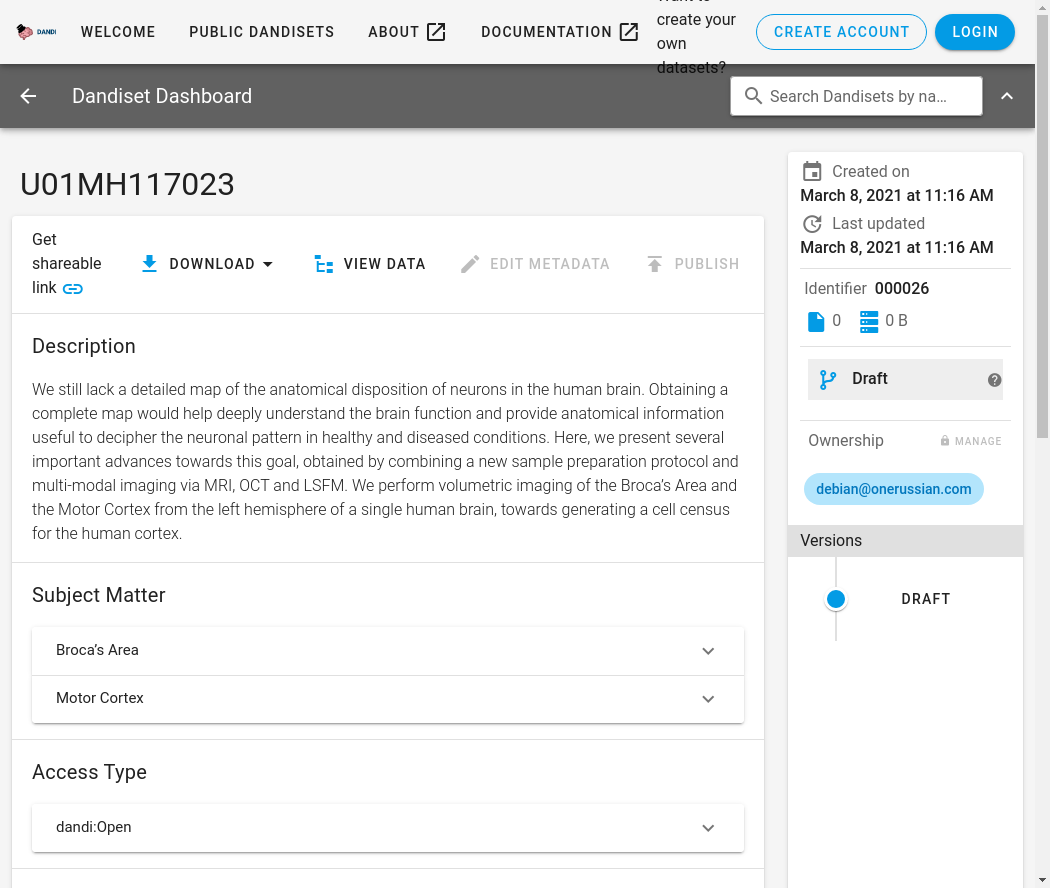 DANDI
WELCOME
PUBLIC DANDISETS
ABOUT
DOCUMENTATION
Want to
create your
own
datasets?
CREATE ACCOUNT
LOGIN
Dandiset Dashboard
Search Dandisets by na…
U01MH117023
Get
shareable
link
DOWNLOAD
VIEW DATA
EDIT METADATA
PUBLISH
Description
We still lack a detailed map of the anatomical disposition of neurons in the human brain. Obtaining a
complete map would help deeply understand the brain function and provide anatomical information
useful to decipher the neuronal pattern in healthy and diseased conditions. Here, we present several
important advances towards this goal, obtained by combining a new sample preparation protocol and
multi-modal imaging via MRI, OCT and LSFM. We perform volumetric imaging of the Broca’s Area and
the Motor Cortex from the left hemisphere of a single human brain, towards generating a cell census
for the human cortex.
Subject Matter
Broca’s Area
Motor Cortex
Access Type
dandi:Open
Created on
March 8, 2021 at 11:16 AM
Last updated
March 8, 2021 at 11:16 AM
Identifier 000026
0 0 B
Draft
Ownership
MANAGE
debian@onerussian.com
Versions
DRAFT